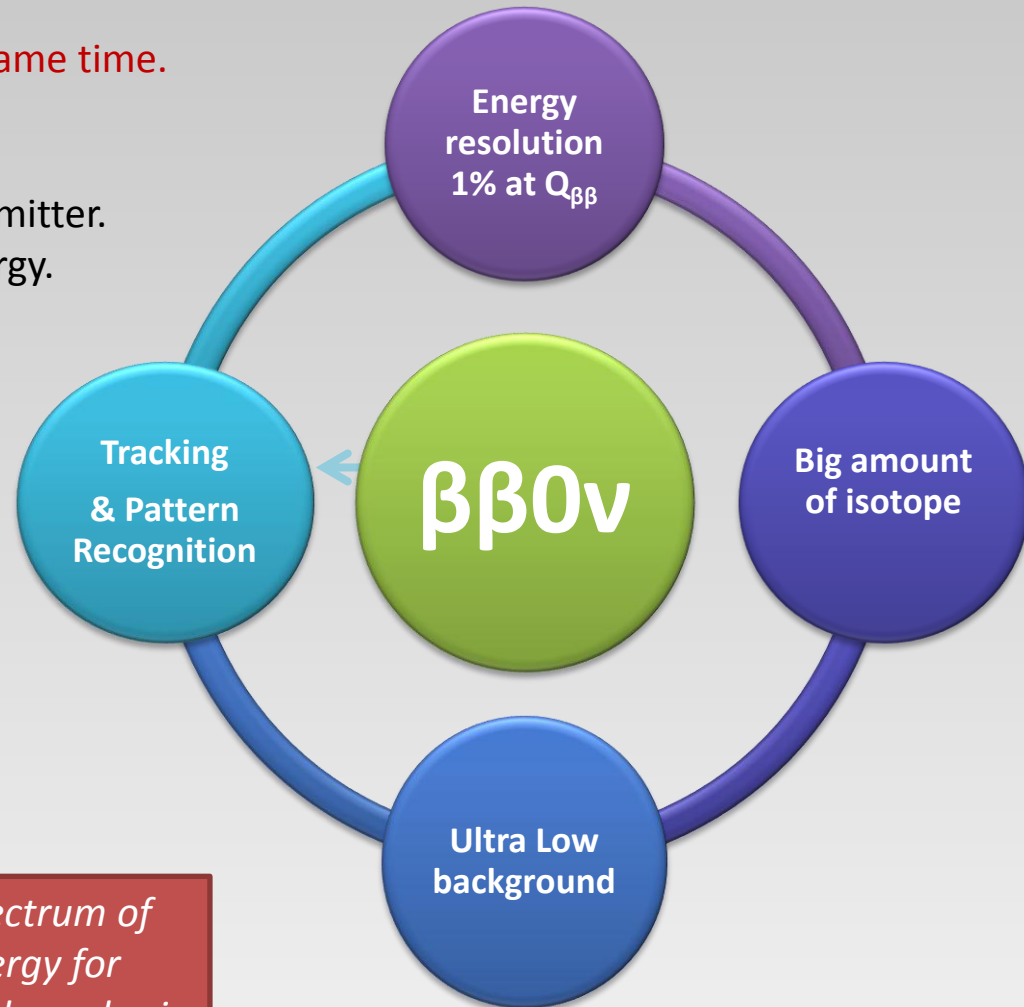 ame time.
mitter.
rgy.
Energy
resolution
1% at Qββ
Tracking
& Pattern
Recognition
ββ0ν
Big amount
of isotope
Ultra Low
background
ectrum of
ergy for